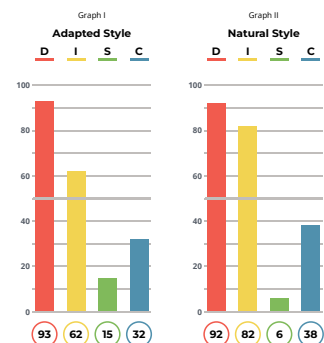 Graph I
Adapted Style
D I S C
100
80
60
40
20
0
93 62 15 32
Graph II
Natural Style
D I S C
100
80
60
40
20
0
92 82 6 38